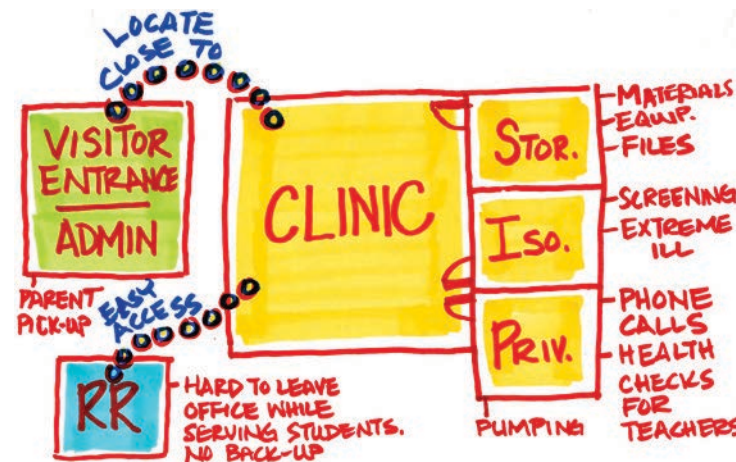 LOCATE
CLOSE TO
VISITOR
ENTRANCE
ADMIN
PARENT
PICK-UP
EASY
ACCESS
RR
HARD TO LEAVE
OFFICE WHILE
SERVING STUDENTS.
NO BACK-UP
CLINIC
STOR.
MATERIALS
EQUIP.
FILES
ISO.
SCREENING
EXTREME
ILL
PRIV.
PHONE
CALLS
HEALTH
CHECKS
FOR
TEACHERS
PUMPING